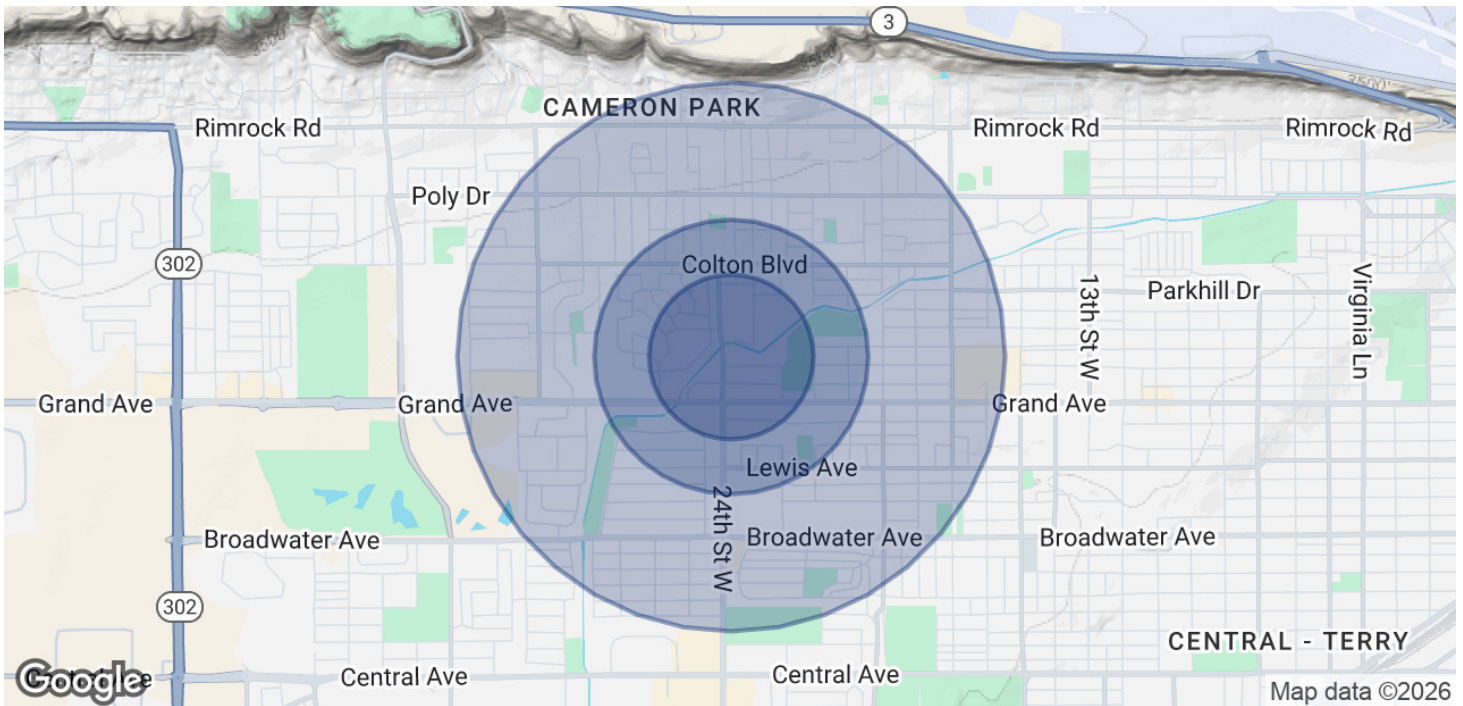 3
CAMERON PARK
Rimrock Rd
Rimrock Rd
Rimrock Rd
Poly Dr
302
Colton Blvd
13th St W
Parkhill Dr
Virginia Ln
Grand Ave
Grand Ave
Grand Ave
Lewis Ave
24th St W
Broadwater Ave
Broadwater Ave
Broadwater Ave
302
CENTRAL - TERRY
Central Ave
Central Ave
Google
Map data ©2026